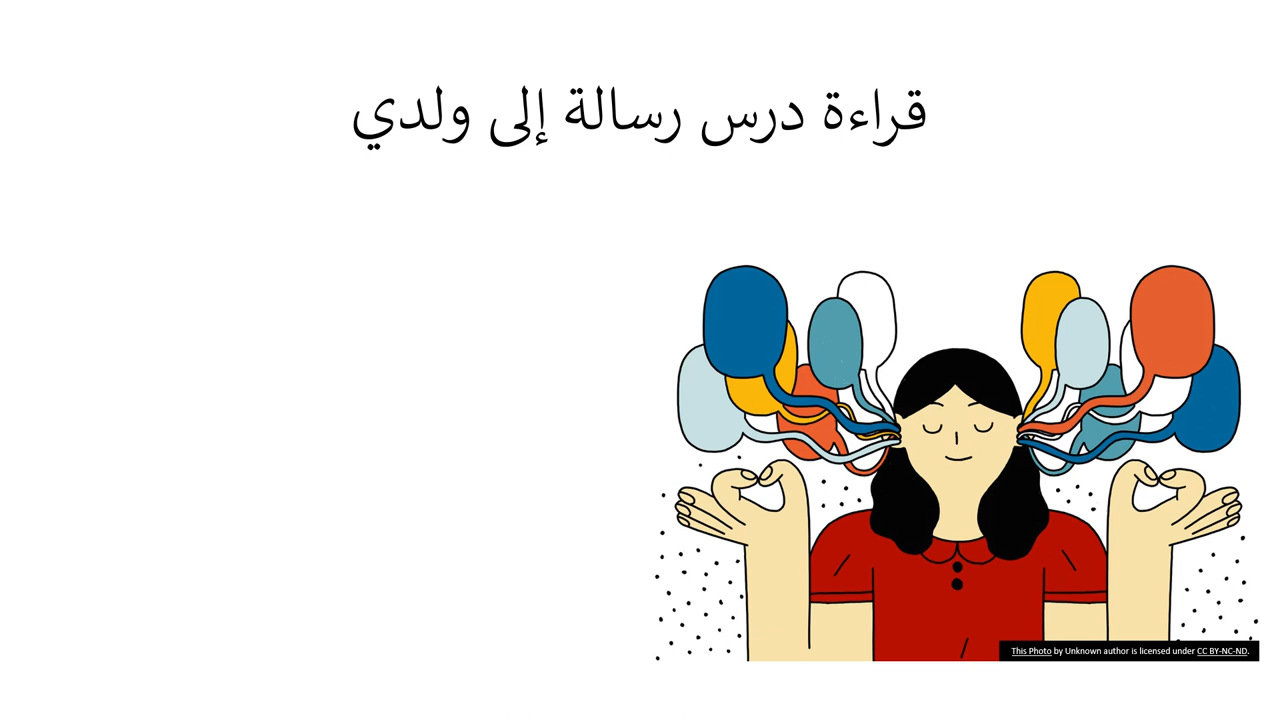 قراءة درس رسالة إلى ولدي
This Photo by Unknown author is licensed under CC BY-NC-ND.